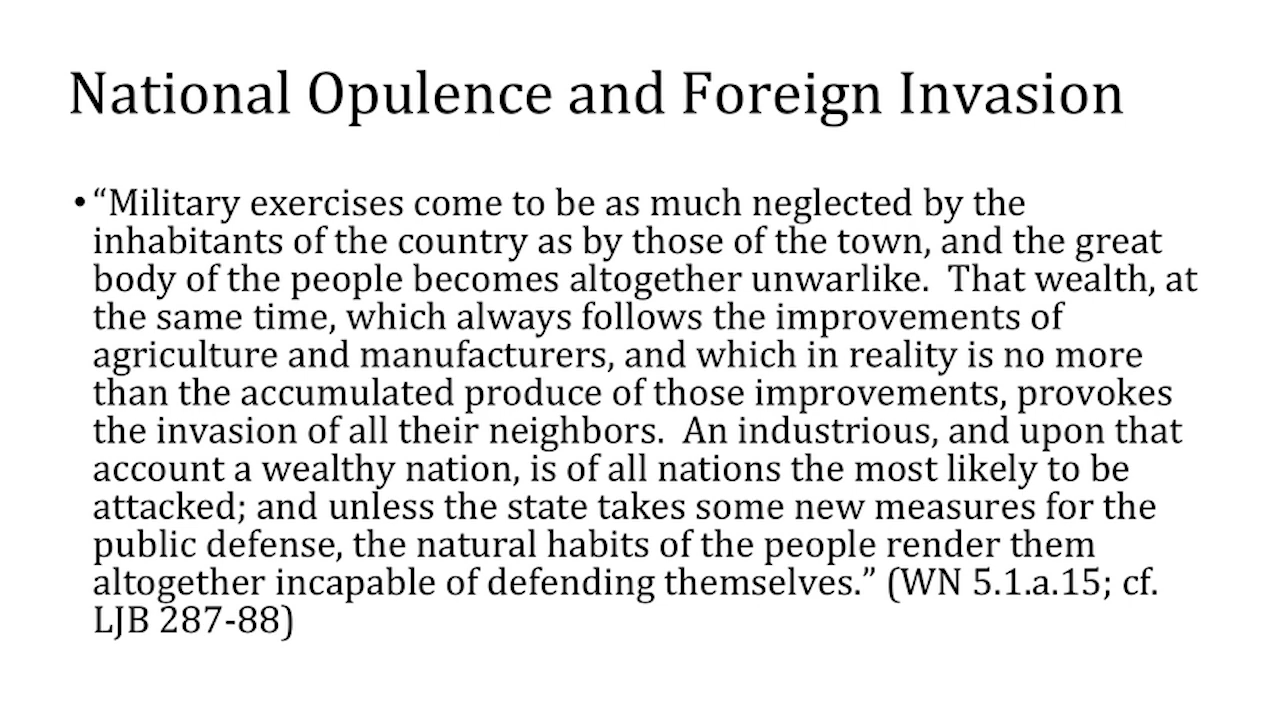 National Opulence and Foreign Invasion
• “Military exercises come to be as much neglected by the
inhabitants of the country as by those of the town, and the great
body of the people becomes altogether unwarlike.  That wealth, at
the same time, which always follows the improvements of
agriculture and manufacturers, and which in reality is no more
than the accumulated produce of those improvements, provokes
the invasion of all their neighbors.  An industrious, and upon that
account a wealthy nation, is of all nations the most likely to be
attacked; and unless the state takes some new measures for the
public defense, the natural habits of the people render them
altogether incapable of defending themselves.” (WN 5.1.a.15; cf.
LJB 287-88)